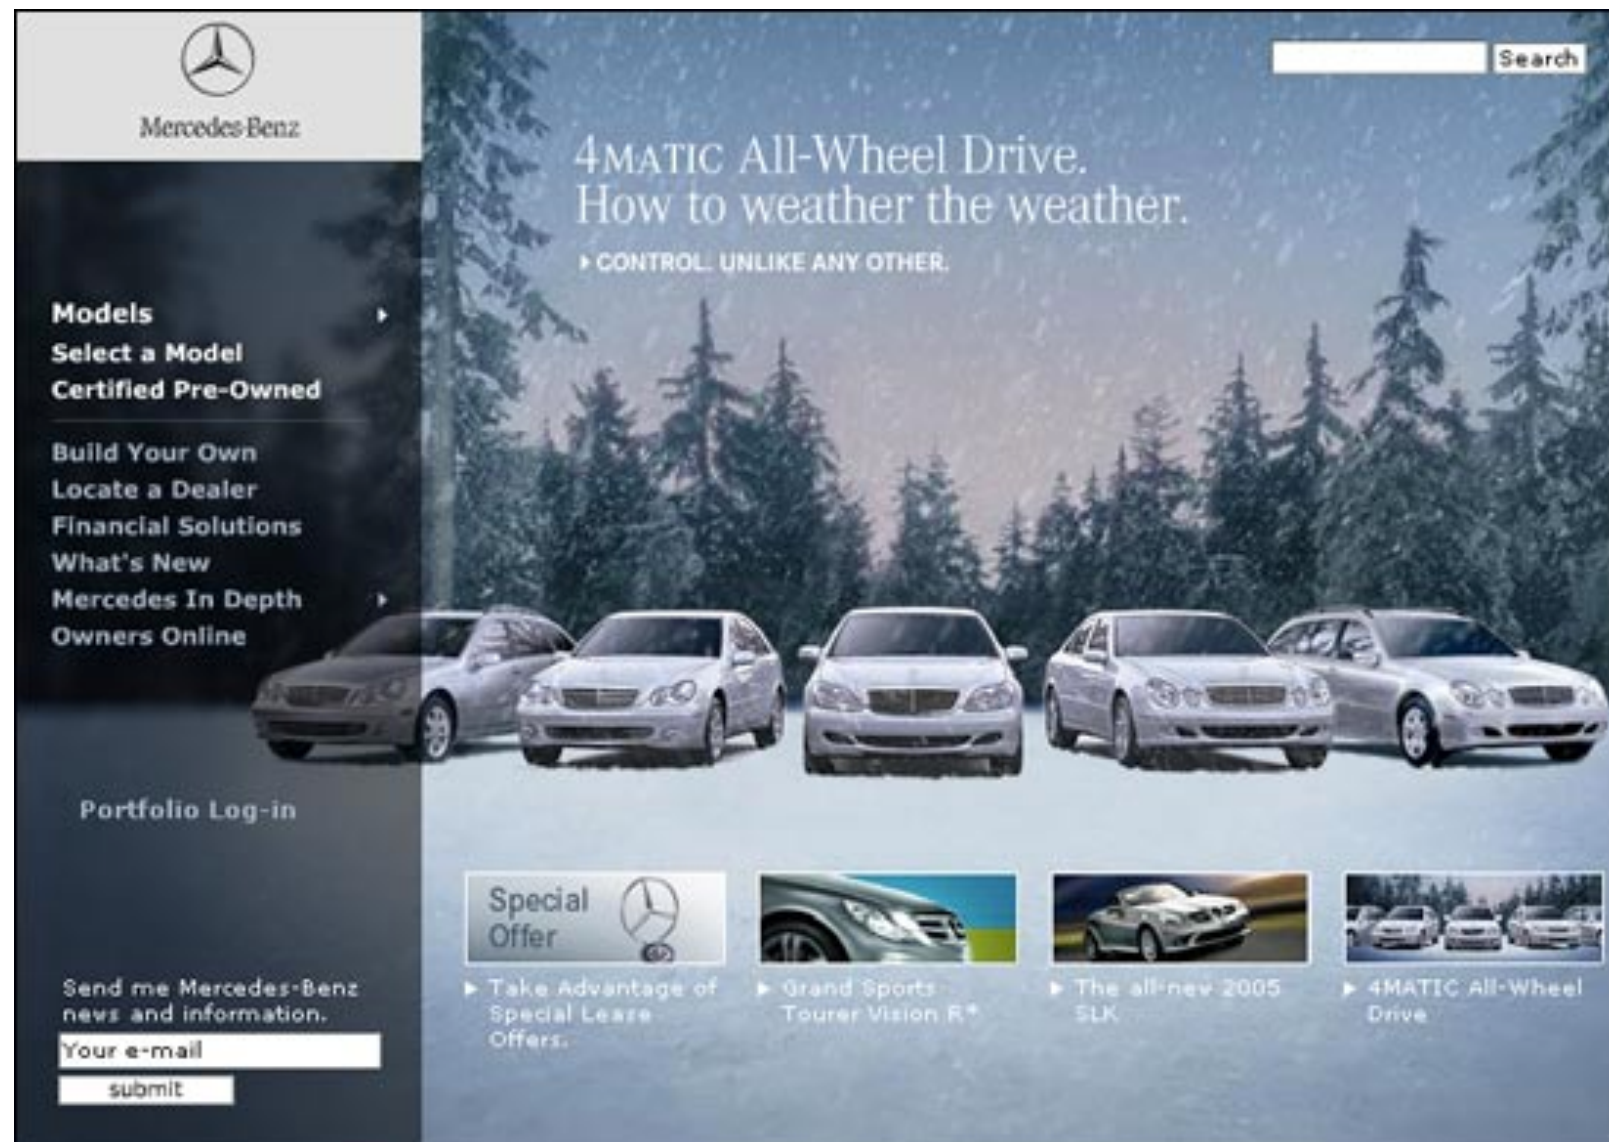 Mercedes-Benz
Search
4MATIC All-Wheel Drive.
How to weather the weather.
CONTROL. UNLIKE ANY OTHER.
Models
Select a Model
Certified Pre-Owned
Build Your Own
Locate a Dealer
Financial Solutions
What's New
Mercedes In Depth
Owners Online
Portfolio Log-in
Send me Mercedes-Benz
news and information.
Your e-mail
submit
Special
Offer
Take Advantage of
Special Lease
Offers.
Grand Sports
Tourer Vision R*
The all-new 2005
SLK
4MATIC All-Wheel
Drive